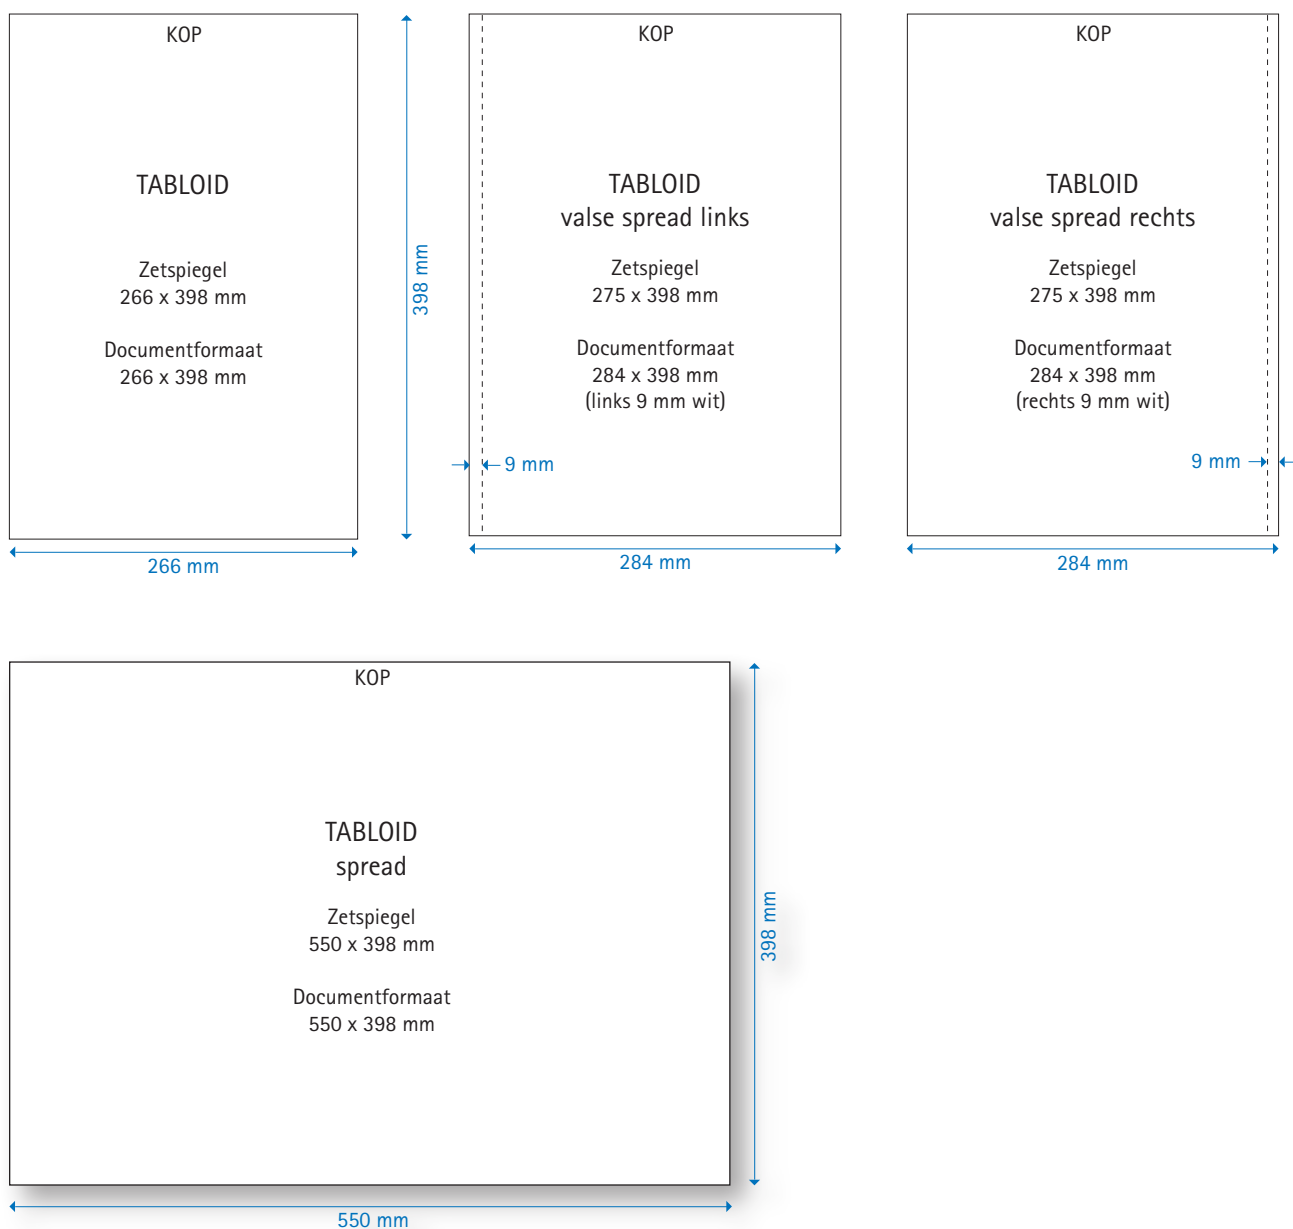 KOP
TABLOID
Zetspiegel
266 x 398 mm
Documentformaat
266 x 398 mm
266 mm
398 mm
KOP
TABLOID
valse spread links
Zetspiegel
275 x 398 mm
Documentformaat
284 x 398 mm
(links 9 mm wit)
9 mm
284 mm
KOP
TABLOID
valse spread rechts
Zetspiegel
275 x 398 mm
Documentformaat
284 x 398 mm
(rechts 9 mm wit)
9 mm
284 mm
KOP
TABLOID
spread
Zetspiegel
550 x 398 mm
Documentformaat
550 x 398 mm
398 mm
550 mm